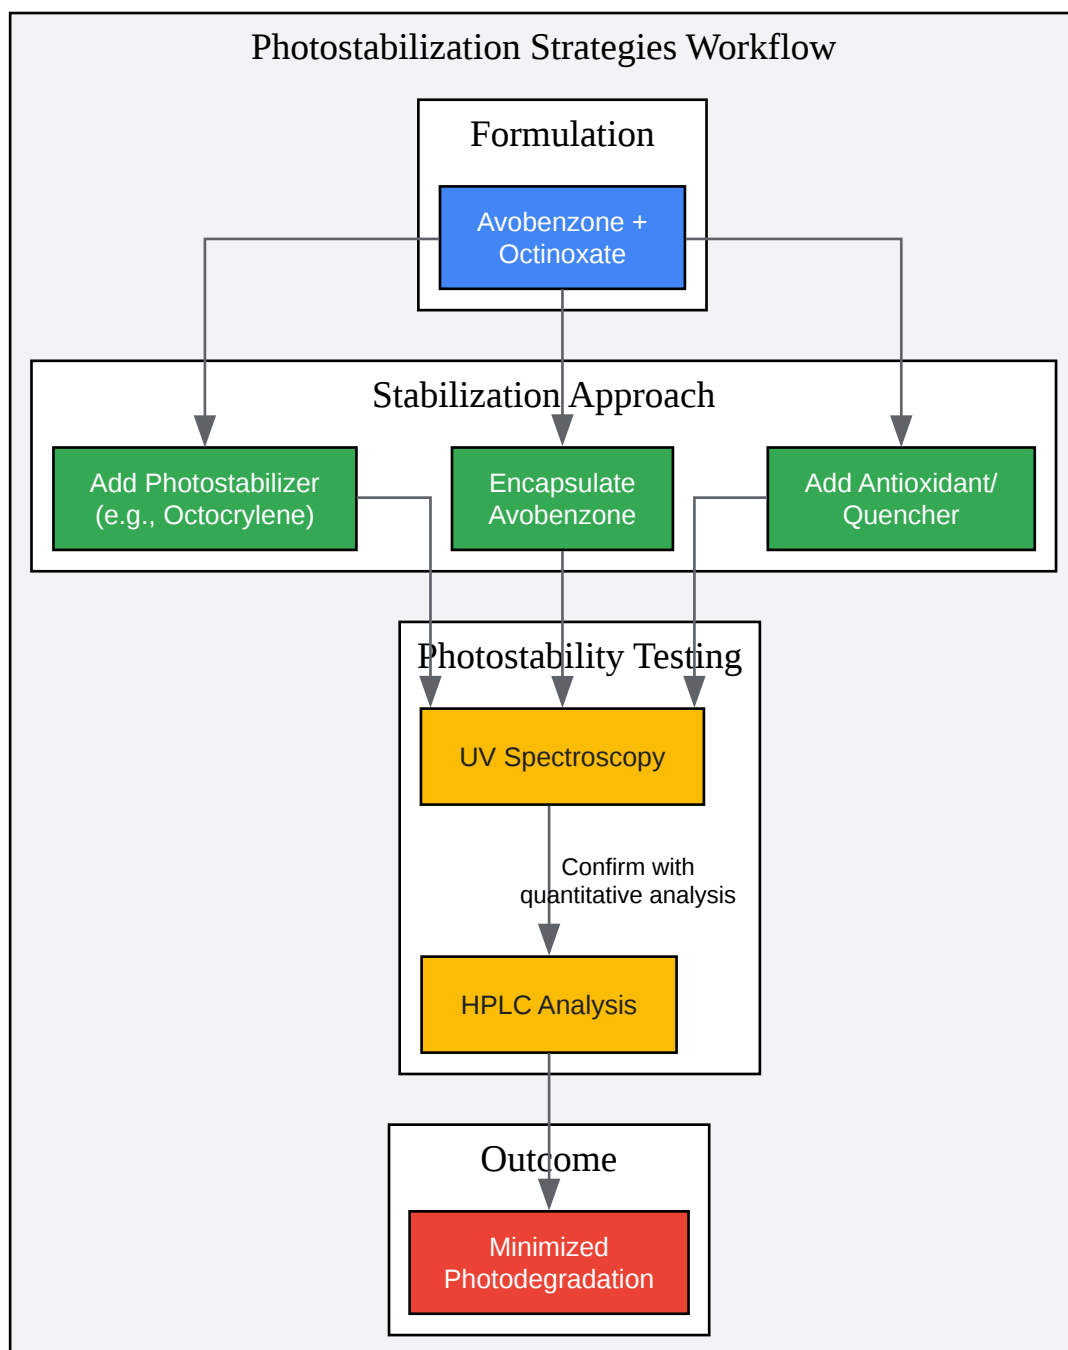 Photostabilization Strategies Workflow
Formulation
Avobenzone +
Octinoxate
Stabilization Approach
Add Photostabilizer
(e.g., Octocrylene)
Encapsulate
Avobenzone
Add Antioxidant/
Quencher
Photostability Testing
UV Spectroscopy
Confirm with
quantitative analysis
HPLC Analysis
Outcome
Minimized
Photodegradation